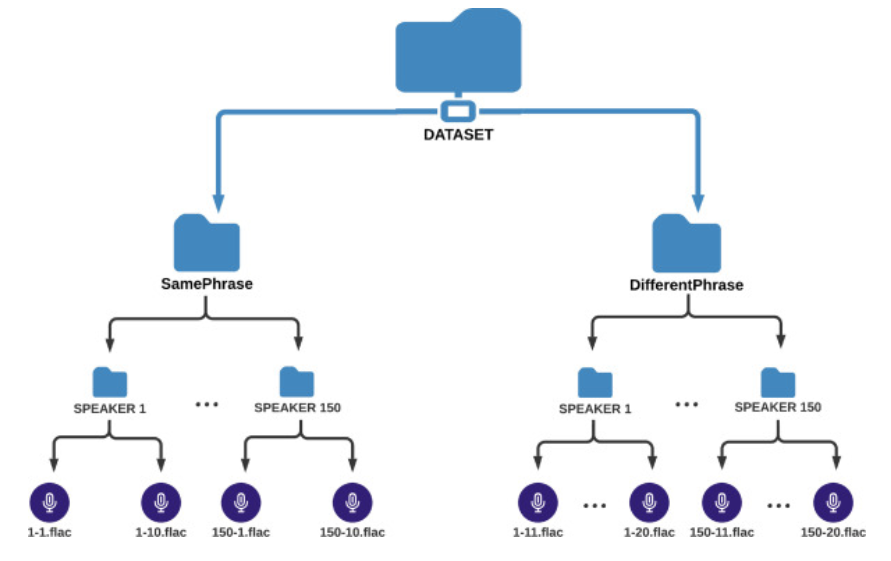 DATASET
SamePhrase
DifferentPhrase
SPEAKER 1
...
SPEAKER 150
SPEAKER 1
...
SPEAKER 150
1-1.flac
1-10.flac
150-1.flac
150-10.flac
1-11.flac
...
1-20.flac
150-11.flac
...
150-20.flac